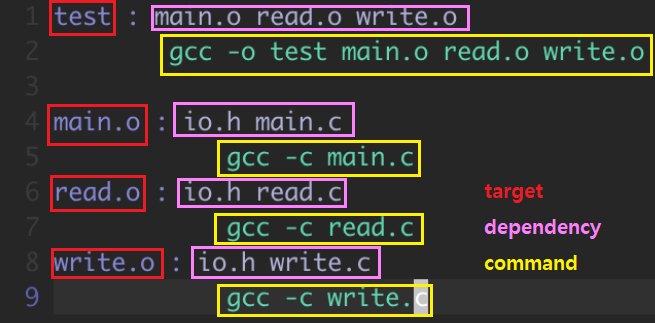 1 test : main.o read.o write.o
2 gcc -o test main.o read.o write.o
3
4 main.o : io.h main.c
5 gcc -c main.c
6 read.o : io.h read.c
target
7 gcc -c read.c
dependency
8 write.o : io.h write.c
command
9 gcc -c write.c